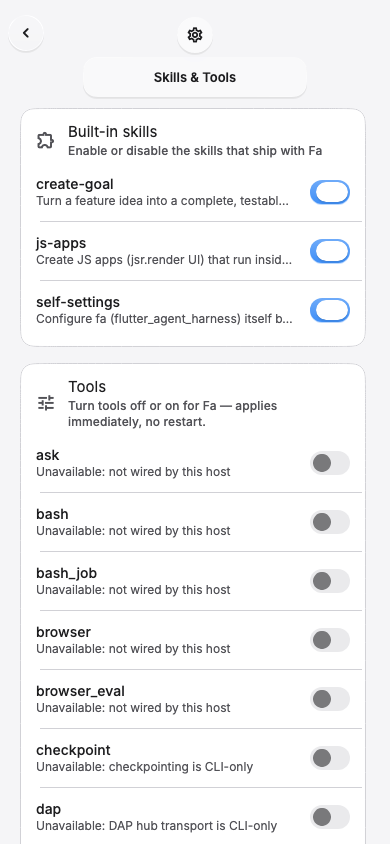 Skills & Tools
Built-in skills
Enable or disable the skills that ship with Fa
create-goal
Turn a feature idea into a complete, testabl...
js-apps
Create JS apps (jsr.render UI) that run insid...
self-settings
Configure fa (flutter_agent_harness) itself b...
Tools
Turn tools off or on for Fa — applies
immediately, no restart.
ask
Unavailable: not wired by this host
bash
Unavailable: not wired by this host
bash_job
Unavailable: not wired by this host
browser
Unavailable: not wired by this host
browser_eval
Unavailable: not wired by this host
checkpoint
Unavailable: checkpointing is CLI-only
dap
Unavailable: DAP hub transport is CLI-only